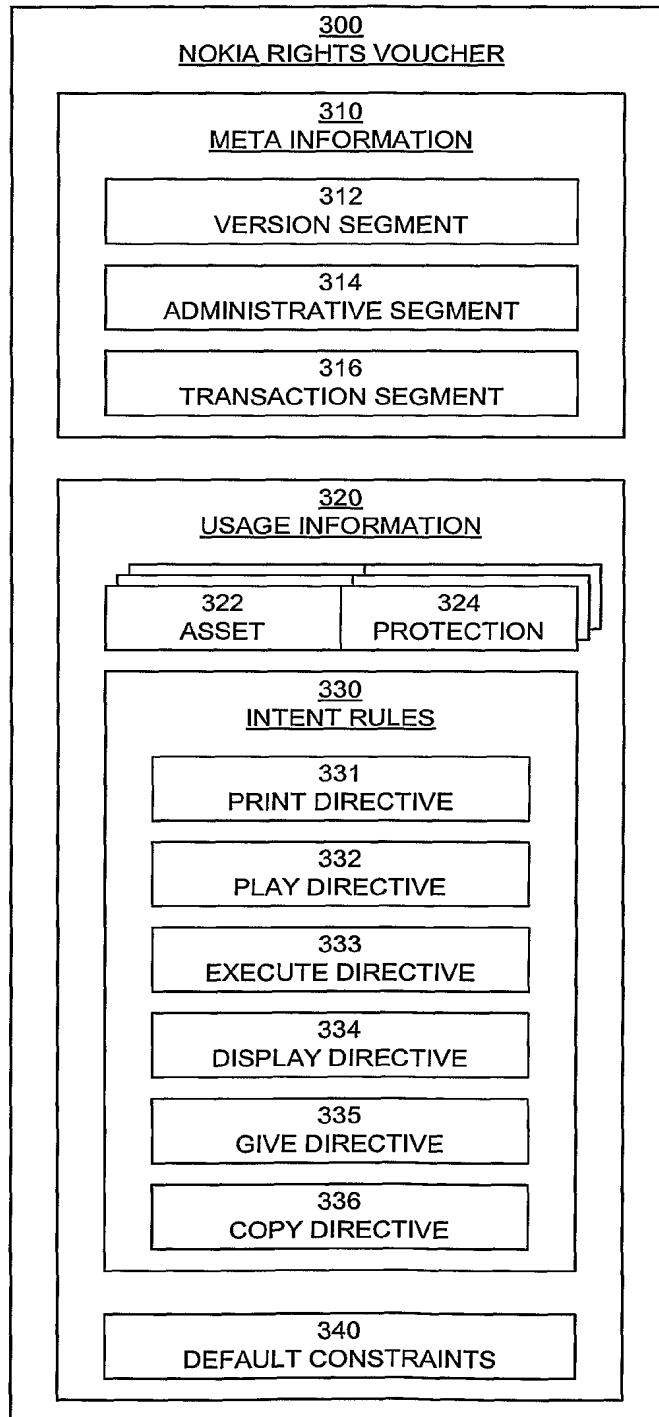 300
NOKIA RIGHTS VOUCHER
310
META INFORMATION
312
VERSION SEGMENT
314
ADMINISTRATIVE SEGMENT
316
TRANSACTION SEGMENT
320
USAGE INFORMATION
322 324
ASSET PROTECTION
330
INTENT RULES
331
PRINT DIRECTIVE
332
PLAY DIRECTIVE
333
EXECUTE DIRECTIVE
334
DISPLAY DIRECTIVE
335
GIVE DIRECTIVE
336
COPY DIRECTIVE
340
DEFAULT CONSTRAINTS